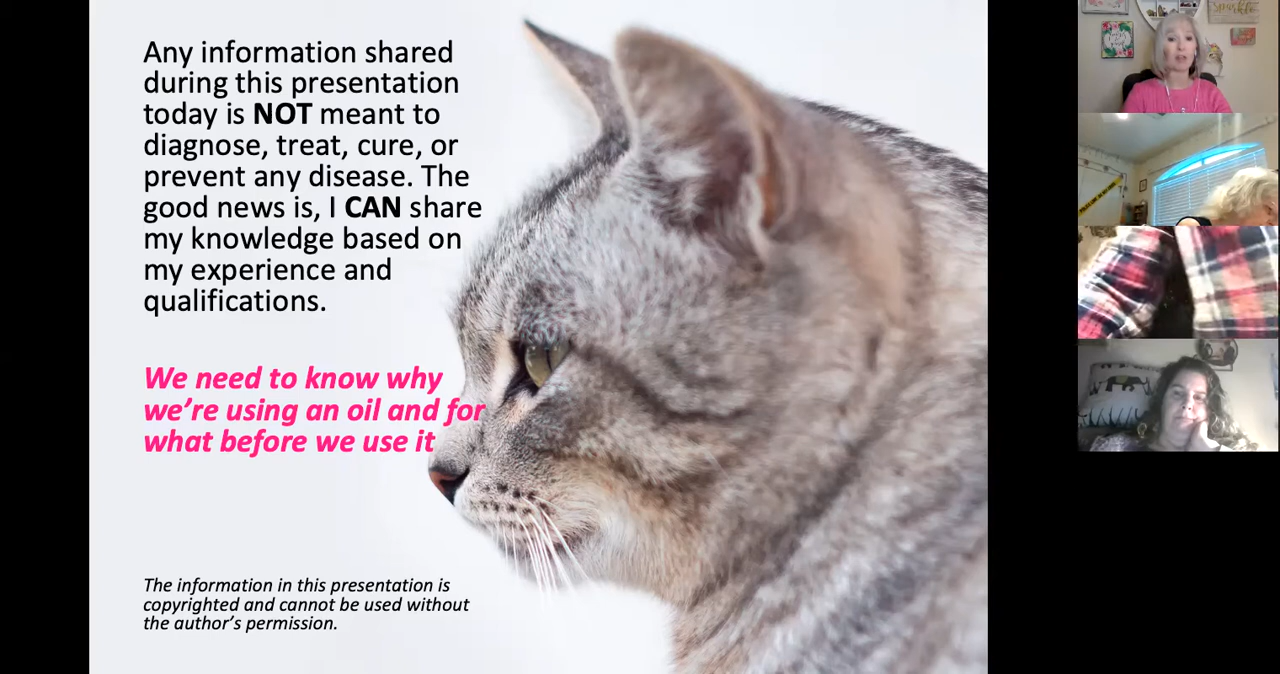 Any information shared
during this presentation
today is NOT meant to
diagnose, treat, cure, or
prevent any disease. The
good news is, I CAN share
my knowledge based on
my experience and
qualifications.
We need to know why
we’re using an oil and for
what before we use it
The information in this presentation is
copyrighted and cannot be used without
the author’s permission.
Sparkle